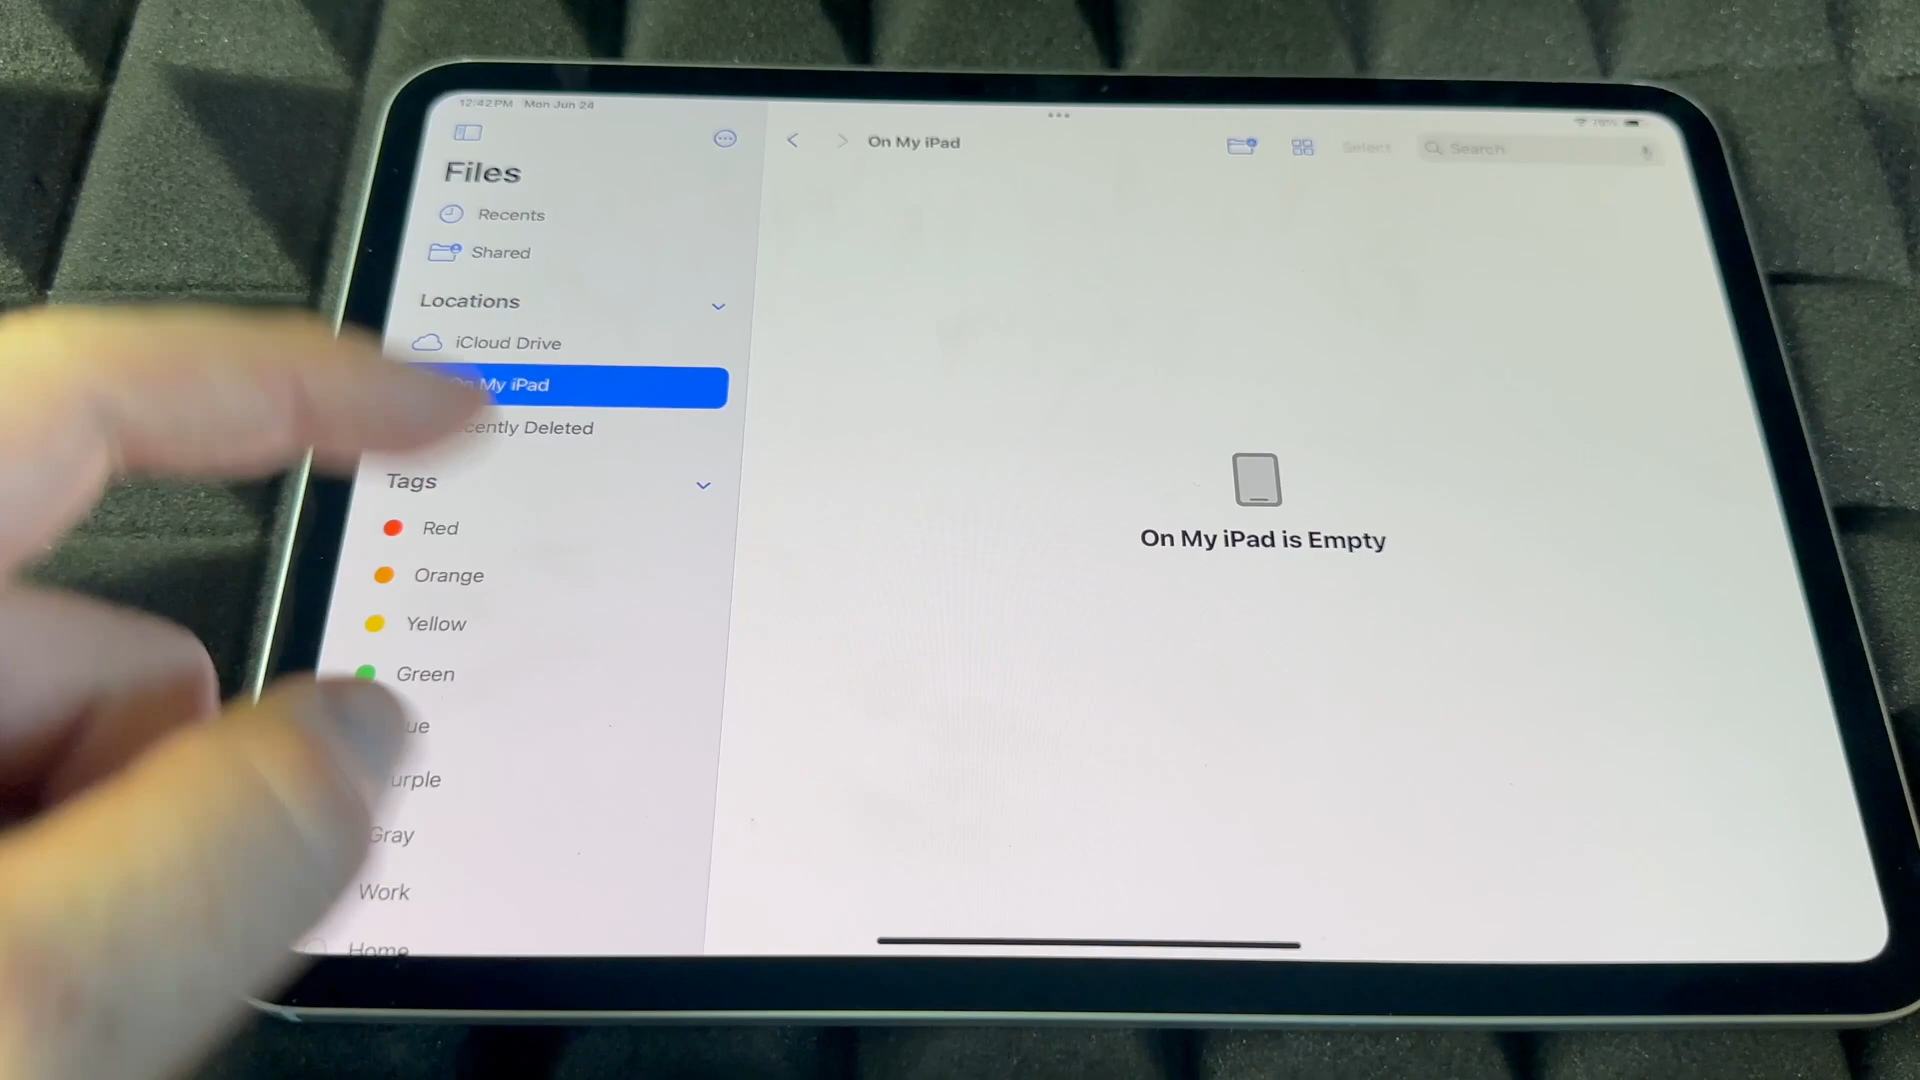 12:42 PM Mon Jun 24
Files
Recents
Shared
Locations
iCloud Drive
On My iPad
cently Deleted
Tags
Red
Orange
Yellow
Green
ue
urple
Gray
Work
Home
On My iPad
Select
Search
On My iPad is Empty